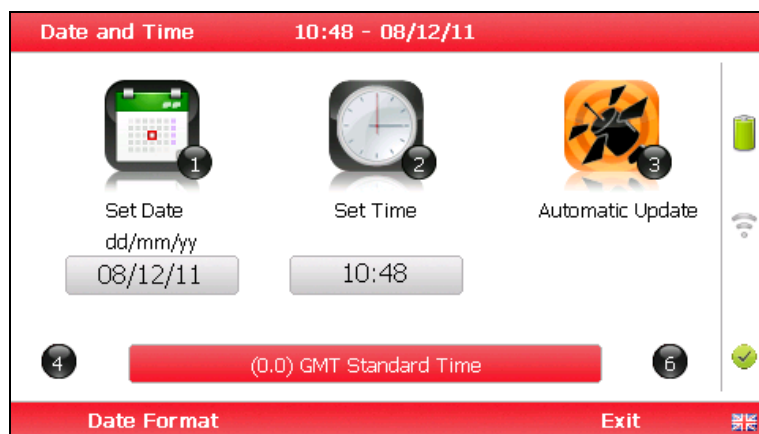 Date and Time 10:48 - 08/12/11
1 2 3
Set Date Set Time Automatic Update
dd/mm/yy
08/12/11 10:48
4 (0.0) GMT Standard Time 6
Date Format Exit